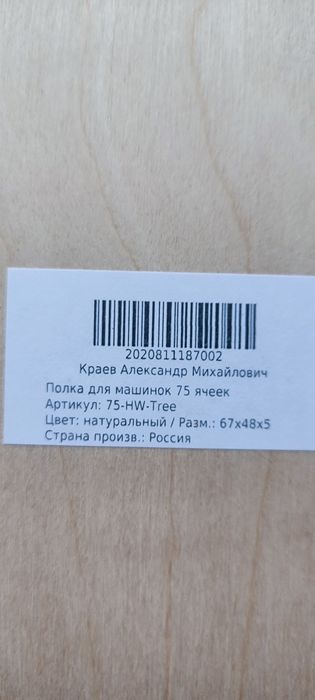 2020811187002
Краев Александр Михайлович
Полка для машинок 75 ячеек
Артикул: 75-HW-Tree
Цвет: натуральный / Разм.: 67х48х5
Страна произв.: Россия